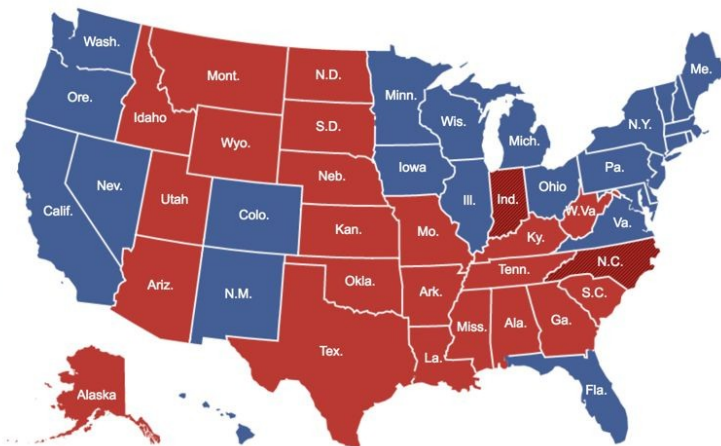 Wash.
Me.
Mont.
N.D.
Minn.
Ore.
Idaho
Wis.
N.Y.
S.D.
Mich.
Wyo.
Iowa
Pa.
Neb.
Nev.
Ohio
Utah
Ill.
Ind.
Calif.
Colo.
W.Va
Va.
Kan.
Mo.
Ky.
N.C.
Tenn.
Okla.
Ariz.
N.M.
Ark.
S.C.
Miss.
Ala.
Ga.
Tex.
La.
Alaska
Fla.